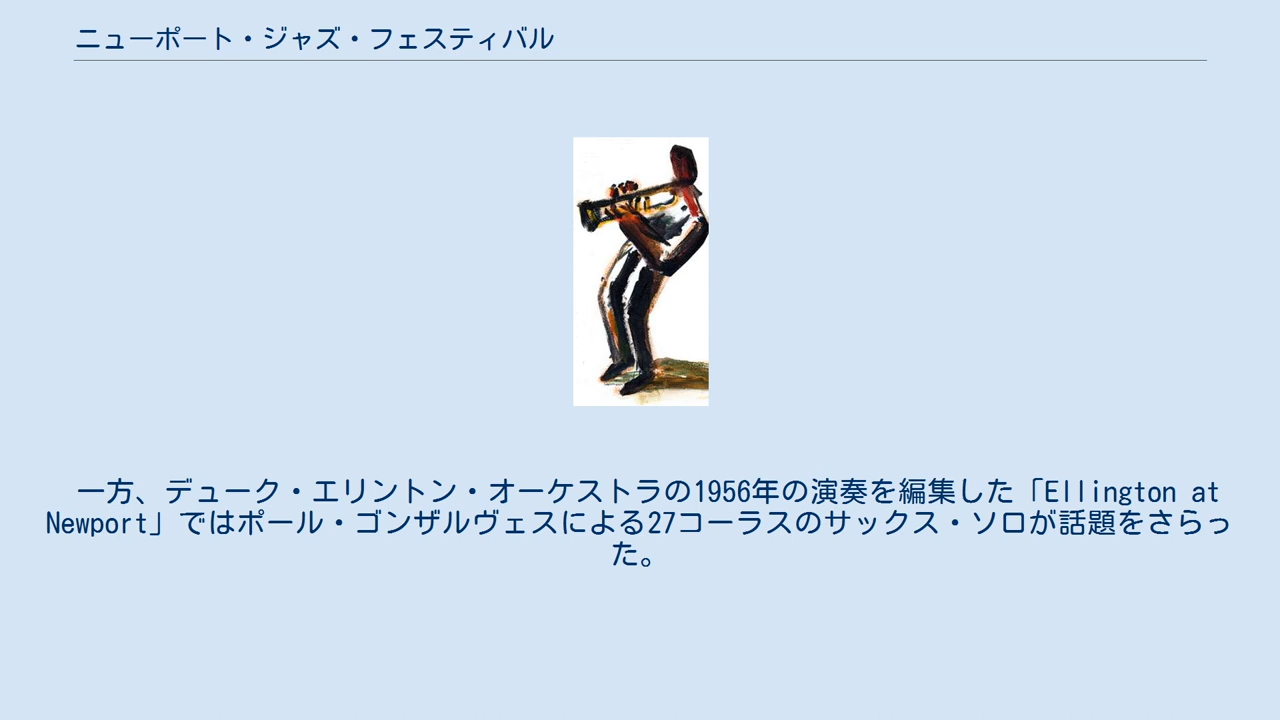 ニューポート・ジャズ・フェスティバル
一方、デューク・エリントン・オーケストラの1956年の演奏を編集した「Ellington at
Newport」ではポール・ゴンザルヴェスによる27コーラスのサックス・ソロが話題をさらっ
た。